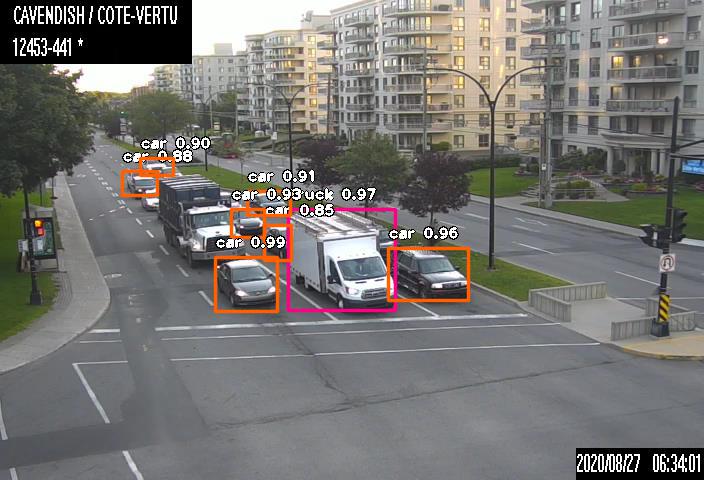 CAVENDISH / COTE-VERTU
12453-441 *
car 0.90
car 0.88
car 0.91
car 0.93
uck 0.97
car 0.85
car 0.99
car 0.96
2020/08/27 06:34:01